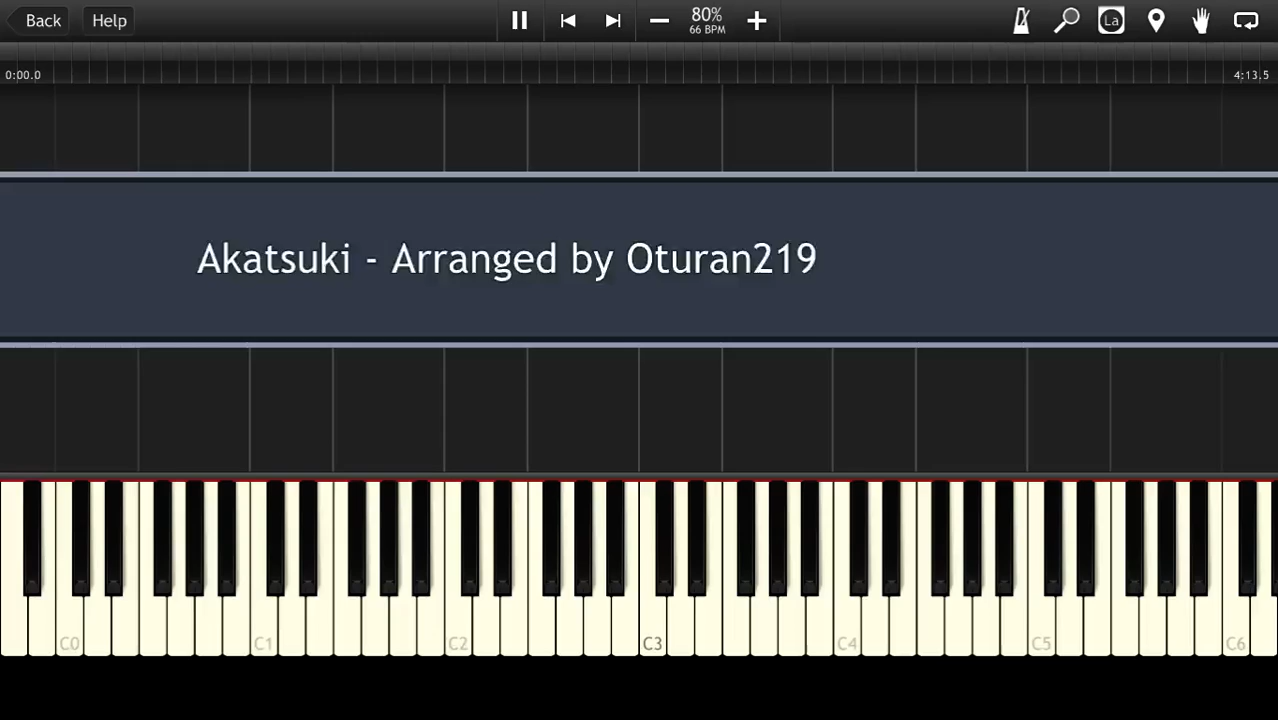 Back
Help
80%
66 BPM
La
0:00.0
4:13.5
Akatsuki - Arranged by Oturan219
C0
C1
C2
C3
C4
C5
C6